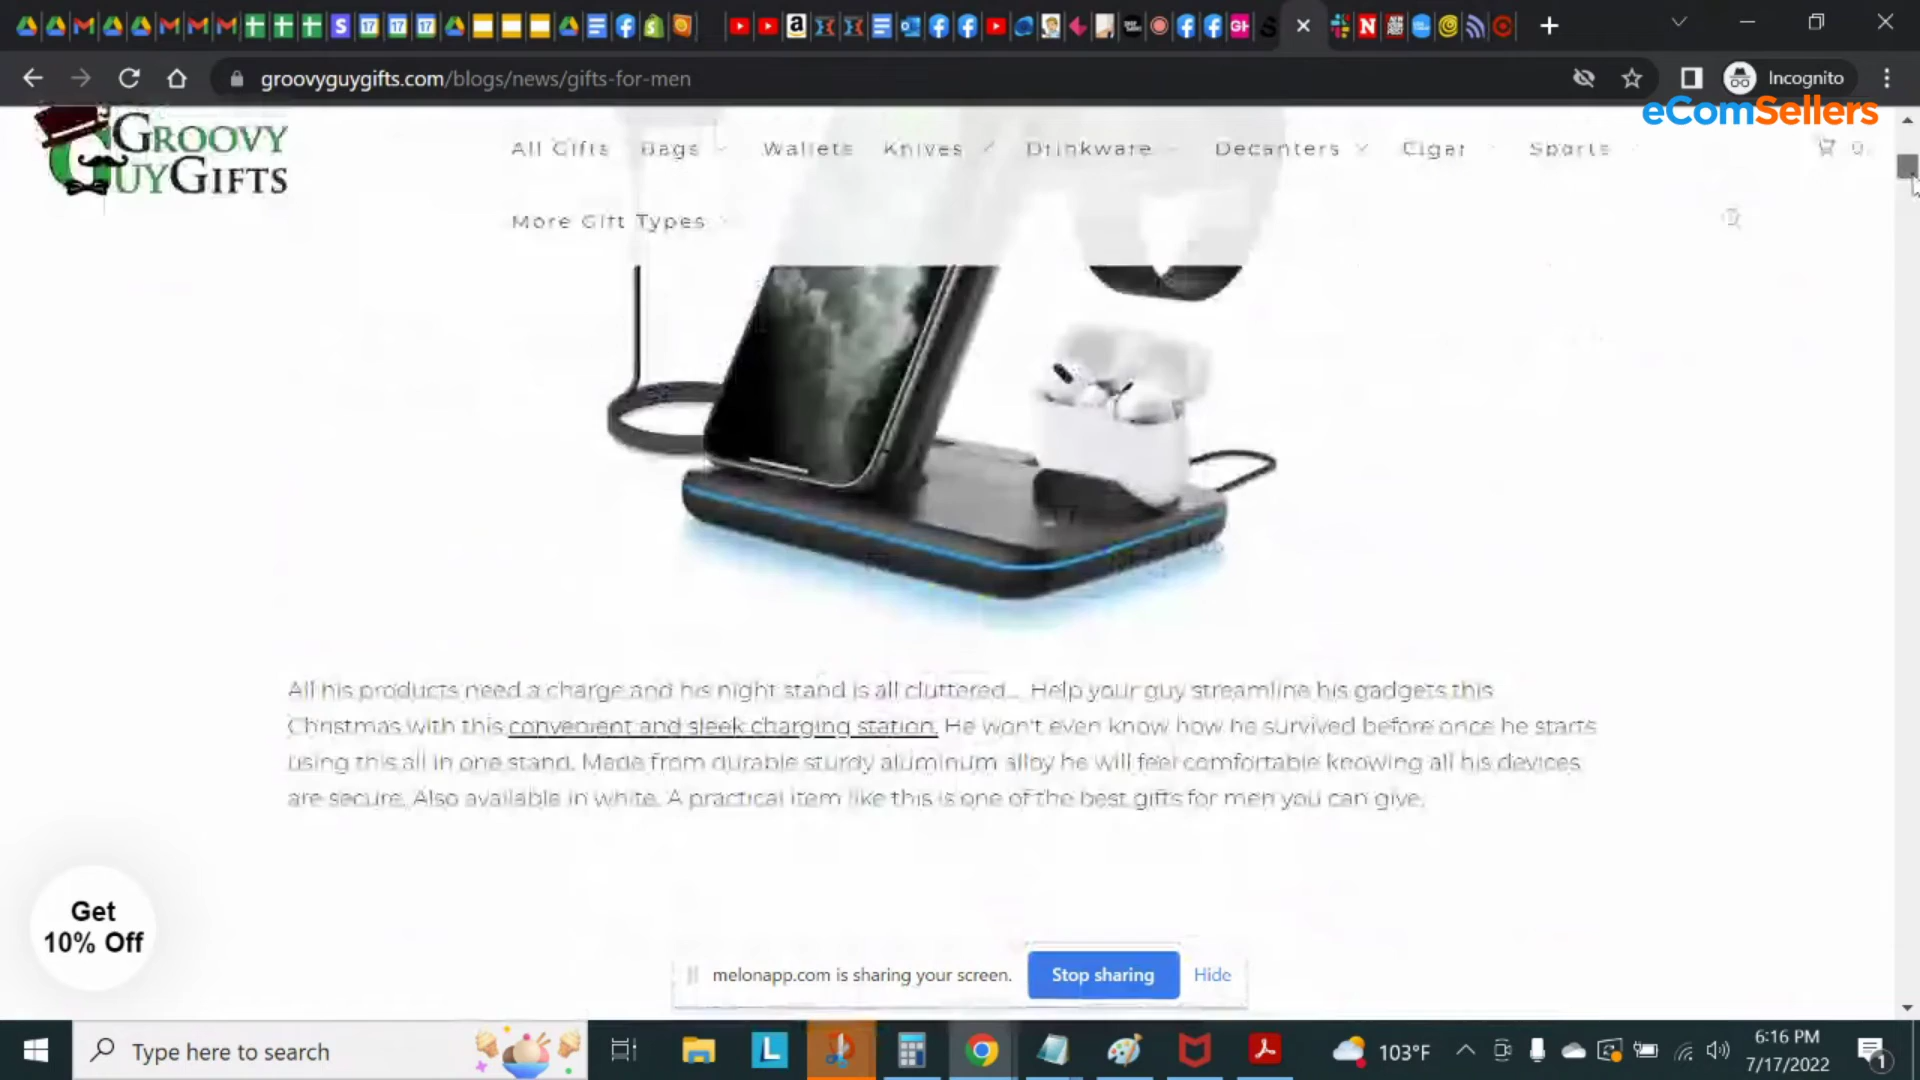 groovyguygifts.com/blogs/news/gifts-for-men
Incognito
eComSellers
GROOVY
GUYGIFTS
All Gifts Bags Wallets Knives Drinkware Decanters Cigar Sports 0
More Gift Types
All his products need a charge and his night stand is all cluttered... Help your guy streamline his gadgets this
Christmas with this convenient and sleek charging station. He won't even know how he survived before once he starts
using this all in one stand. Made from durable sturdy aluminum alloy he will feel comfortable knowing all his devices
are secure. Also available in white. A practical item like this is one of the best gifts for men you can give.
Get
10% Off
melonapp.com is sharing your screen. Stop sharing Hide
Type here to search
103°F
6:16 PM
7/17/2022
1